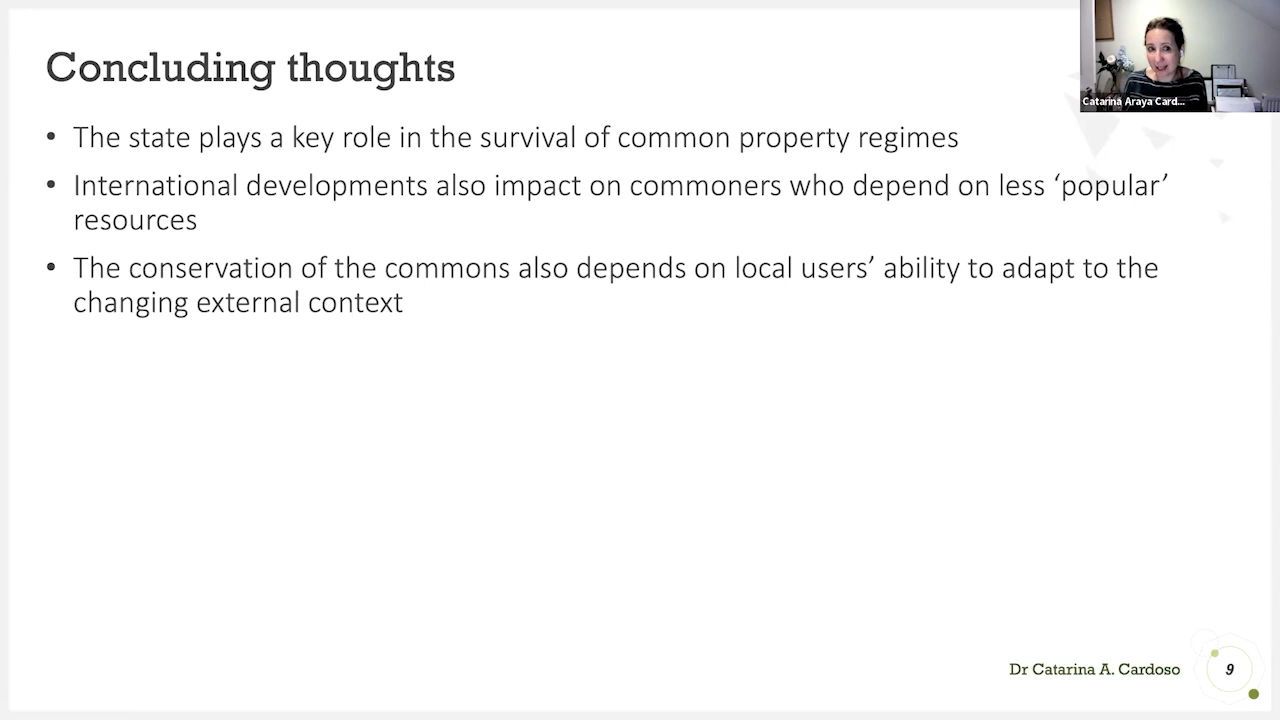 Concluding thoughts
• The state plays a key role in the survival of common property regimes
• International developments also impact on commoners who depend on less ‘popular’
resources
• The conservation of the commons also depends on local users’ ability to adapt to the
changing external context
Catarina Araya Card...
Dr Catarina A. Cardoso
9